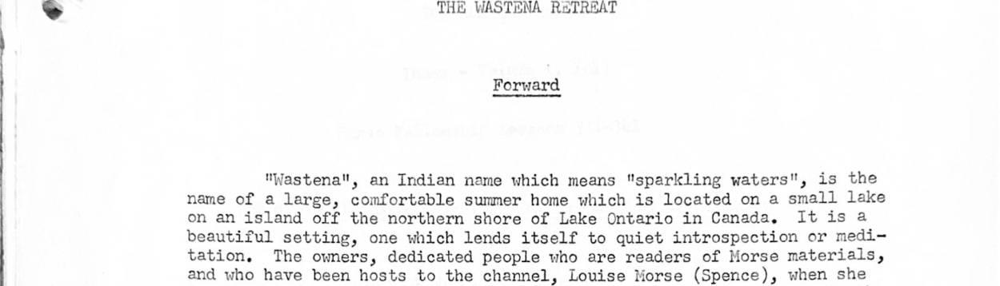 THE WASTENA RETREAT
Forward
"Wastena", an Indian name which means "sparkling waters", is the
name of a large, comfortable summer home which is located on a small lake
on an island off the northern shore of Lake Ontario in Canada. It is a
beautiful setting, one which lends itself to quiet introspection or medi-
tation. The owners, dedicated people who are readers of Morse materials,
and who have been hosts to the channel, Louise Morse (Spence), when she